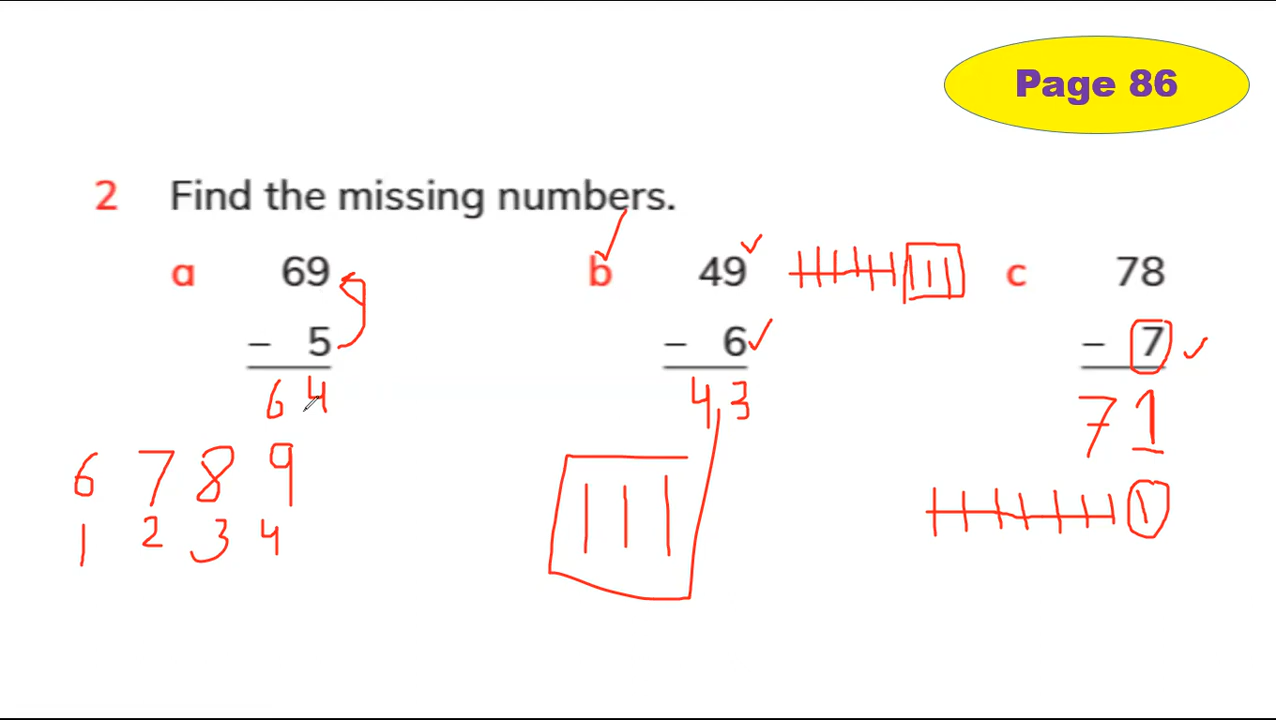 Page 86
2 Find the missing numbers.
a 69
- 5
64
6 7 8 9
1 2 3 4
b 49
- 6
43
c 78
- 7
71